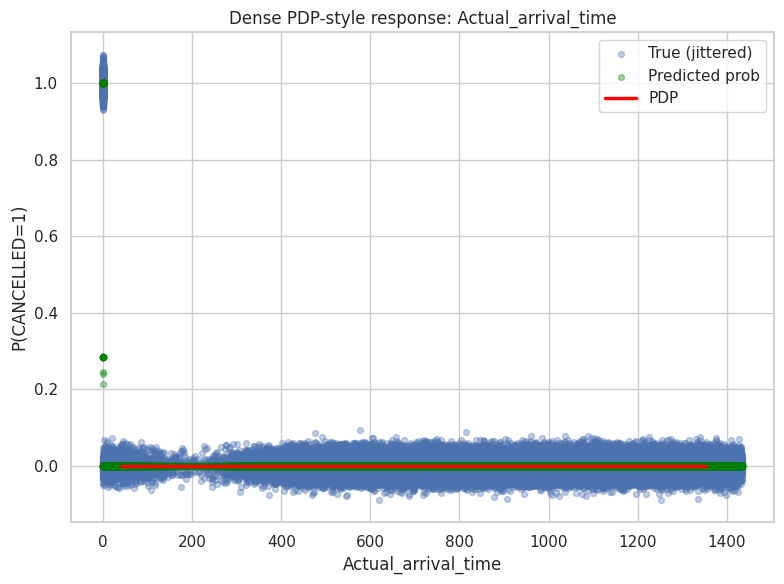 Dense PDP-style response: Actual_arrival_time
True (jittered)
Predicted prob
PDP
P(CANCELLED=1)
1.0
0.8
0.6
0.4
0.2
0.0
0 200 400 600 800 1000 1200 1400
Actual_arrival_time